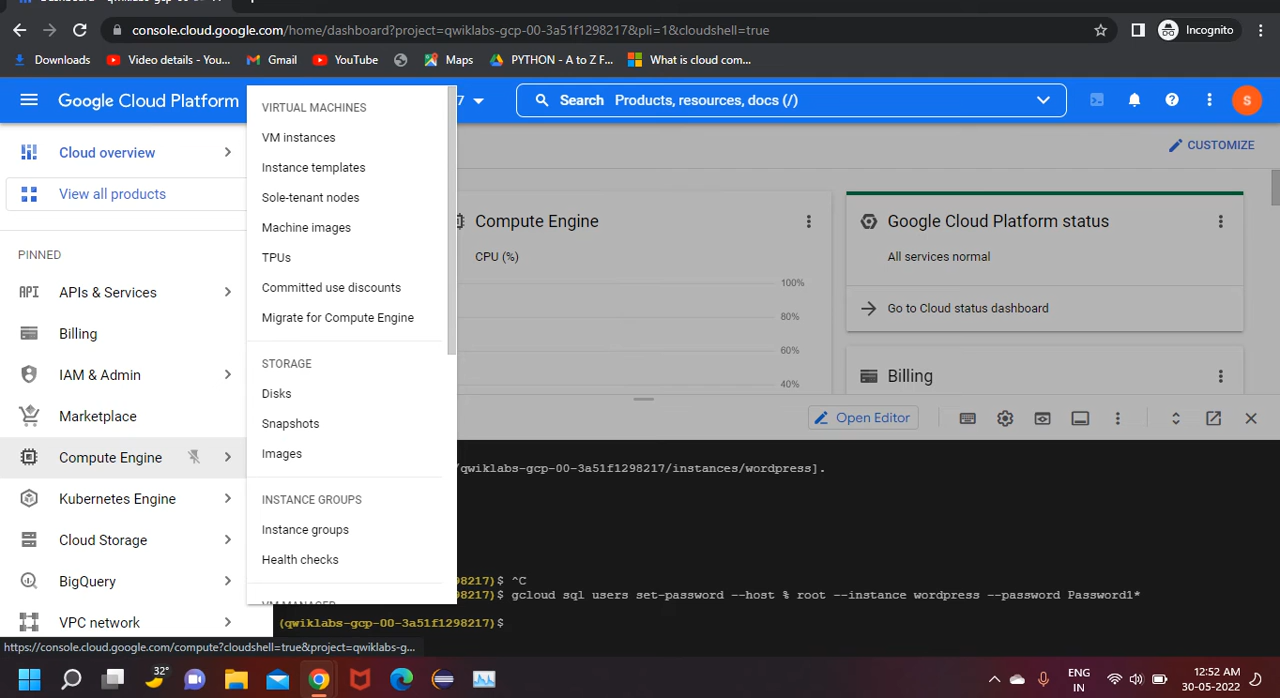 console.cloud.google.com/home/dashboard?project=qwiklabs-gcp-00-3a51f1298217&pli=1&cloudshell=true
Incognito
Downloads
Video details - You...
Gmail
YouTube
Maps
PYTHON - A to Z F...
What is cloud com...
Google Cloud Platform
7
Search Products, resources, docs (/)
S
Cloud overview
View all products
PINNED
API APIs & Services
Billing
IAM & Admin
Marketplace
Compute Engine
Kubernetes Engine
Cloud Storage
BigQuery
VPC network
VIRTUAL MACHINES
VM instances
Instance templates
Sole-tenant nodes
Machine images
TPUs
Committed use discounts
Migrate for Compute Engine
STORAGE
Disks
Snapshots
Images
INSTANCE GROUPS
Instance groups
Health checks
VM MANAGER
CUSTOMIZE
Compute Engine
CPU (%)
100%
80%
60%
40%
Google Cloud Platform status
All services normal
Go to Cloud status dashboard
Billing
Open Editor
/qwiklabs-gcp-00-3a51f1298217/instances/wordpress].
98217)$ ^C
98217)$ gcloud sql users set-password --host % root --instance wordpress --password Password1*
(qwiklabs-gcp-00-3a51f1298217)$
https://console.cloud.google.com/compute?cloudshell=true&project=qwiklabs-g...
32°
ENG
IN
12:52 AM
30-05-2022